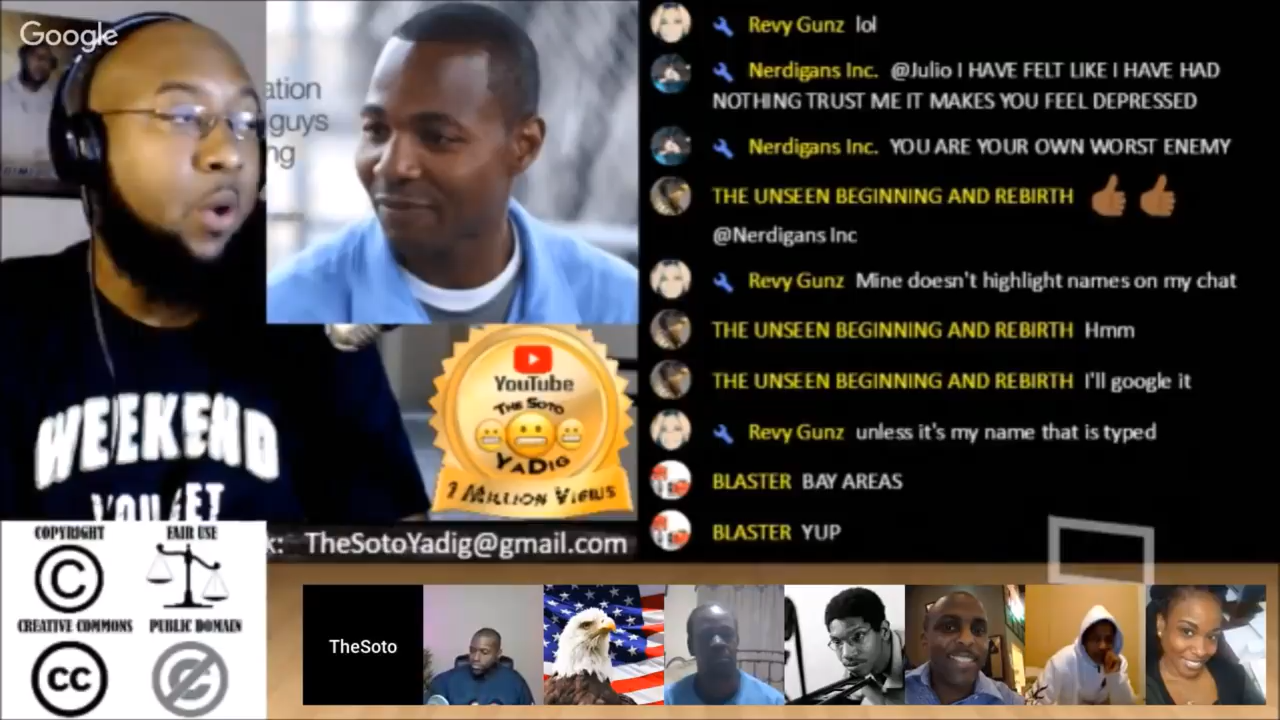 Google
ation
guys
ng
WEEKEND
YOU GET
YouTube
THE SOTO
YADIG
1 MILLION VIEWS
k: TheSotoYadig@gmail.com
COPYRIGHT
FAIR USE
CREATIVE COMMONS
PUBLIC DOMAIN
Revy Gunz lol
Nerdigans Inc. @Julio I HAVE FELT LIKE I HAVE HAD
NOTHING TRUST ME IT MAKES YOU FEEL DEPRESSED
Nerdigans Inc. YOU ARE YOUR OWN WORST ENEMY
THE UNSEEN BEGINNING AND REBIRTH 👍🏾 👍🏾
@Nerdigans Inc
Revy Gunz Mine doesn't highlight names on my chat
THE UNSEEN BEGINNING AND REBIRTH Hmm
THE UNSEEN BEGINNING AND REBIRTH I'll google it
Revy Gunz unless it's my name that is typed
BLASTER BAY AREAS
BLASTER YUP
TheSoto